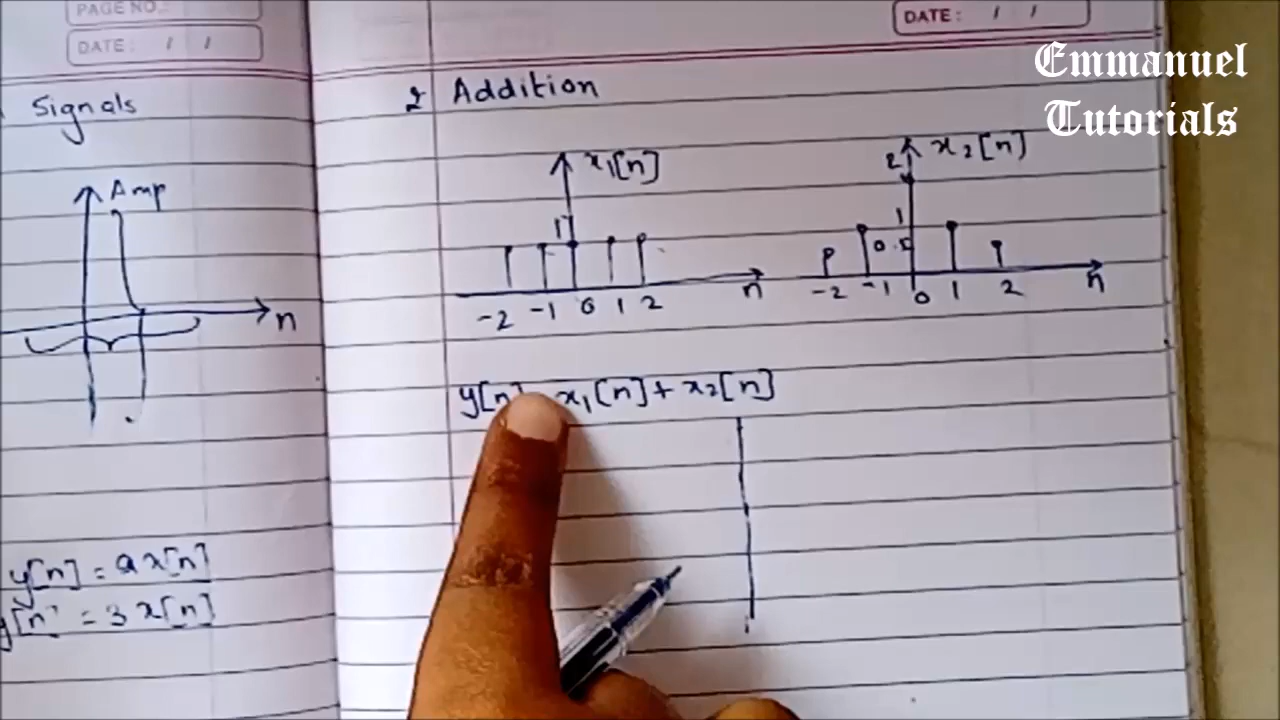 PAGE NO.:
DATE: / /
DATE: / /
Emmanuel
Tutorials
Signals
Amp
n
y[n] = a x[n]
y[n] = 3 x[n]
2 Addition
x1[n]
1
-2 -1 0 1 2 n
x2[n]
2
1
0.5
-2 -1 0 1 2 n
y[n] x1[n] + x2[n]